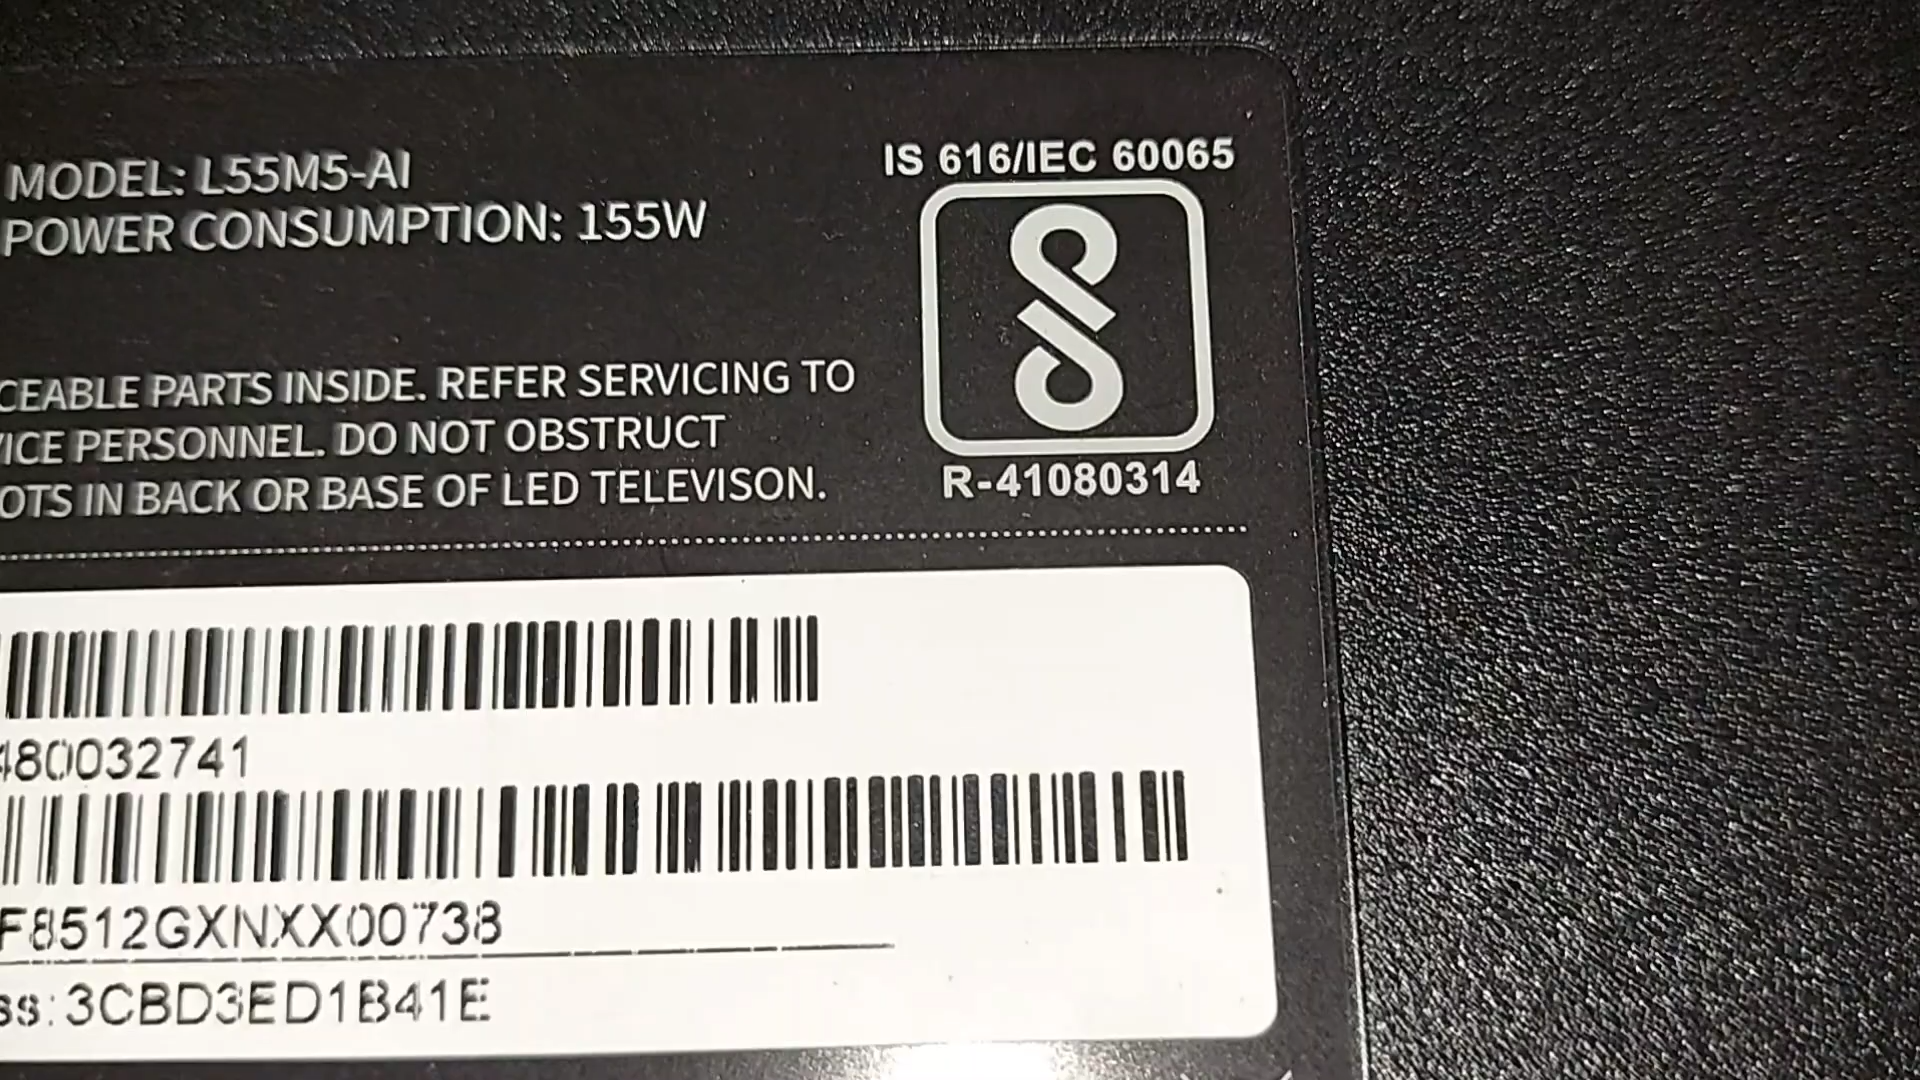 MODEL: L55M5-AI
POWER CONSUMPTION: 155W
IS 616/IEC 60065
R-41080314
CEABLE PARTS INSIDE. REFER SERVICING TO
ICE PERSONNEL. DO NOT OBSTRUCT
OTS IN BACK OR BASE OF LED TELEVISON.
480032741
F8512GXNXX00738
ss: 3CBD3ED1B41E